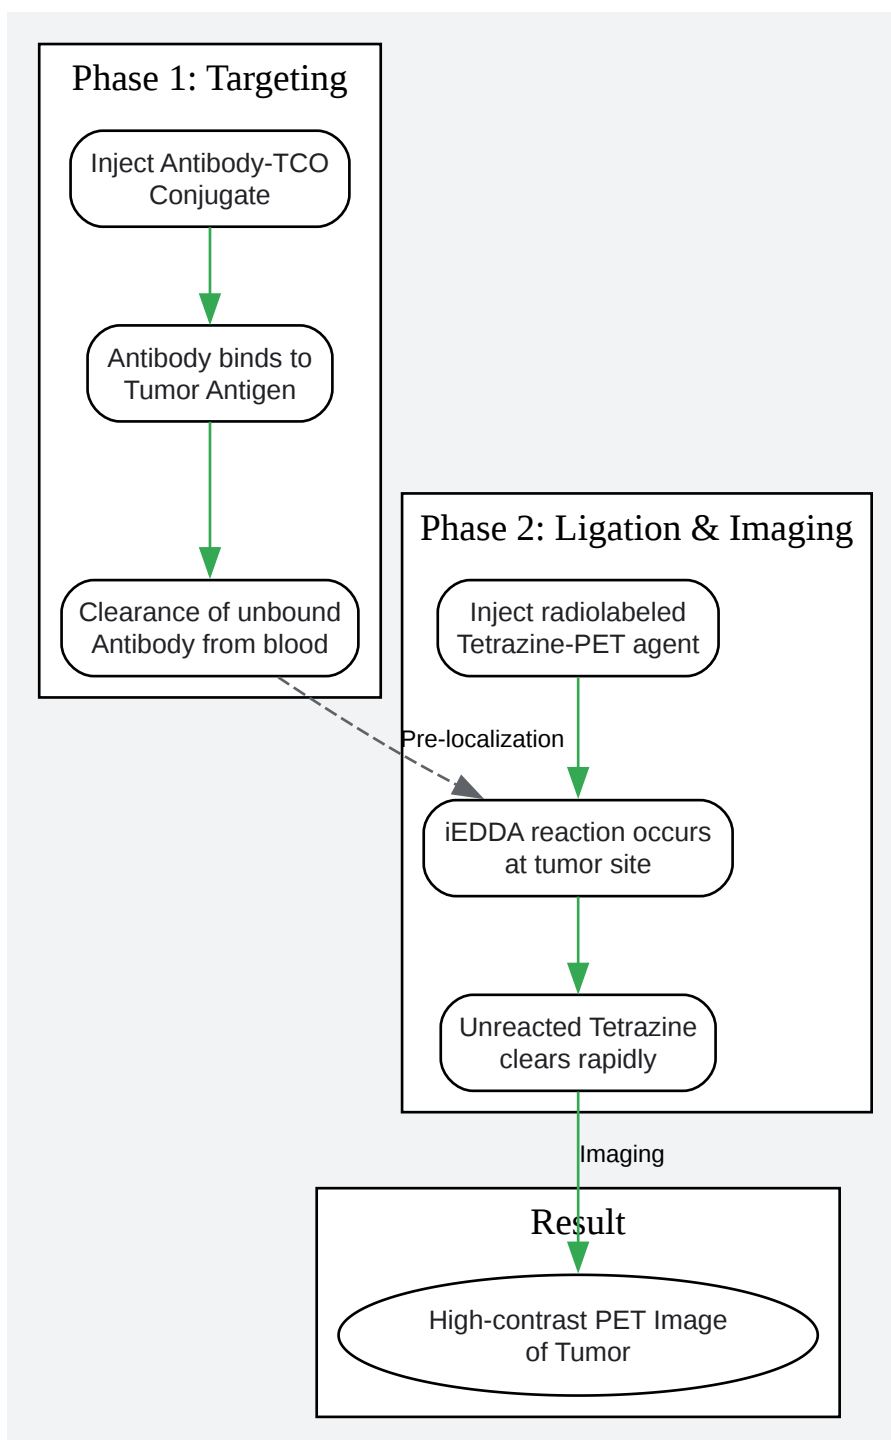 Phase 1: Targeting
Inject Antibody-TCO
Conjugate
Antibody binds to
Tumor Antigen
Clearance of unbound
Antibody from blood
Phase 2: Ligation & Imaging
Inject radiolabeled
Tetrazine-PET agent
Pre-localization
iEDDA reaction occurs
at tumor site
Unreacted Tetrazine
clears rapidly
Imaging
Result
High-contrast PET Image
of Tumor